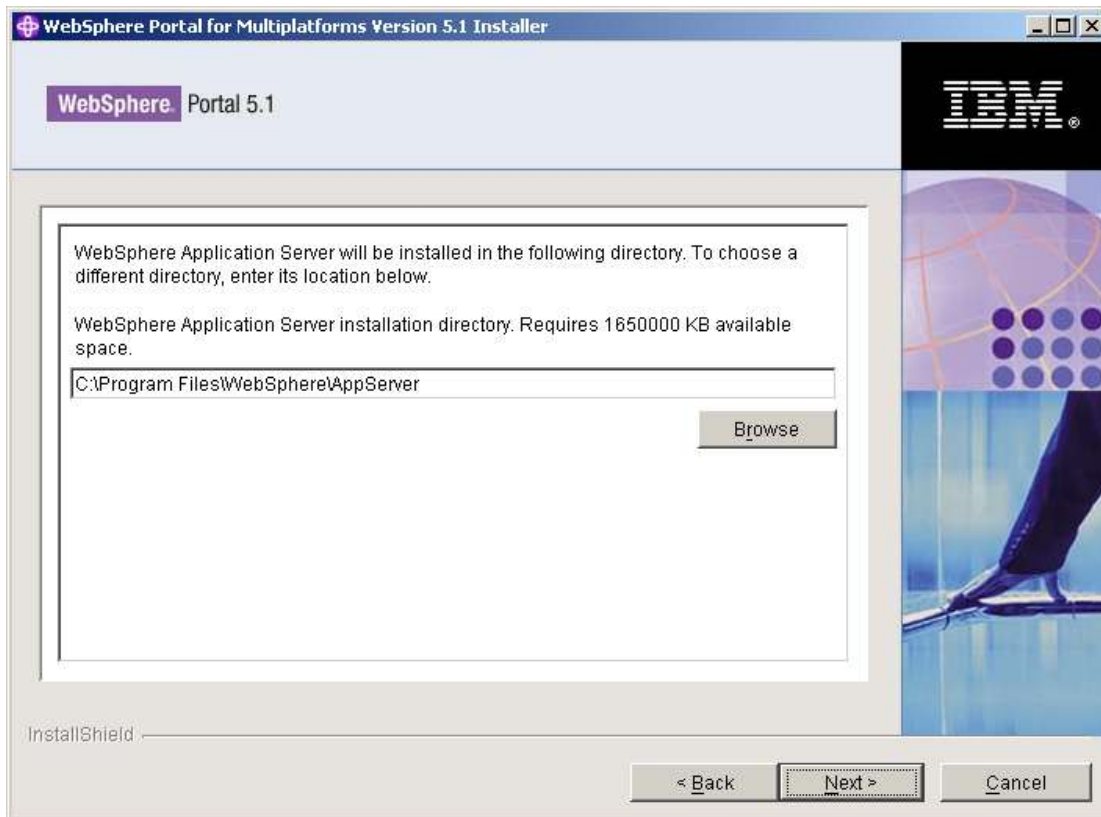 WebSphere Portal for Multiplatforms Version 5.1 Installer
WebSphere. Portal 5.1
IBM®
WebSphere Application Server will be installed in the following directory. To choose a
different directory, enter its location below.
WebSphere Application Server installation directory. Requires 1650000 KB available
space.
C:\Program Files\WebSphere\AppServer
Browse
InstallShield
< Back
Next >
Cancel